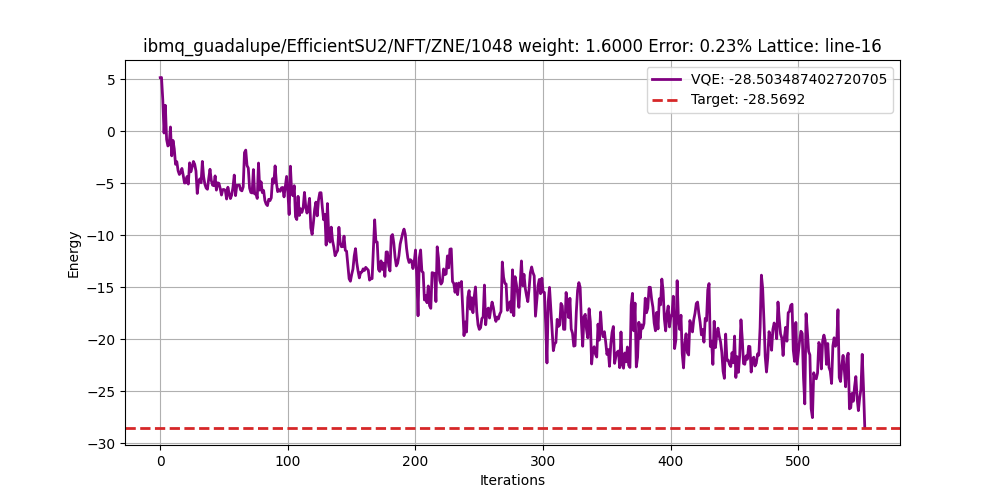 ibmq_guadalupe/EfficientSU2/NFT/ZNE/1048 weight: 1.6000 Error: 0.23% Lattice: line-16
VQE: -28.503487402720705
Target: -28.5692
5
0
−5
−10
−15
−20
−25
−30
Energy
0 100 200 300 400 500
Iterations